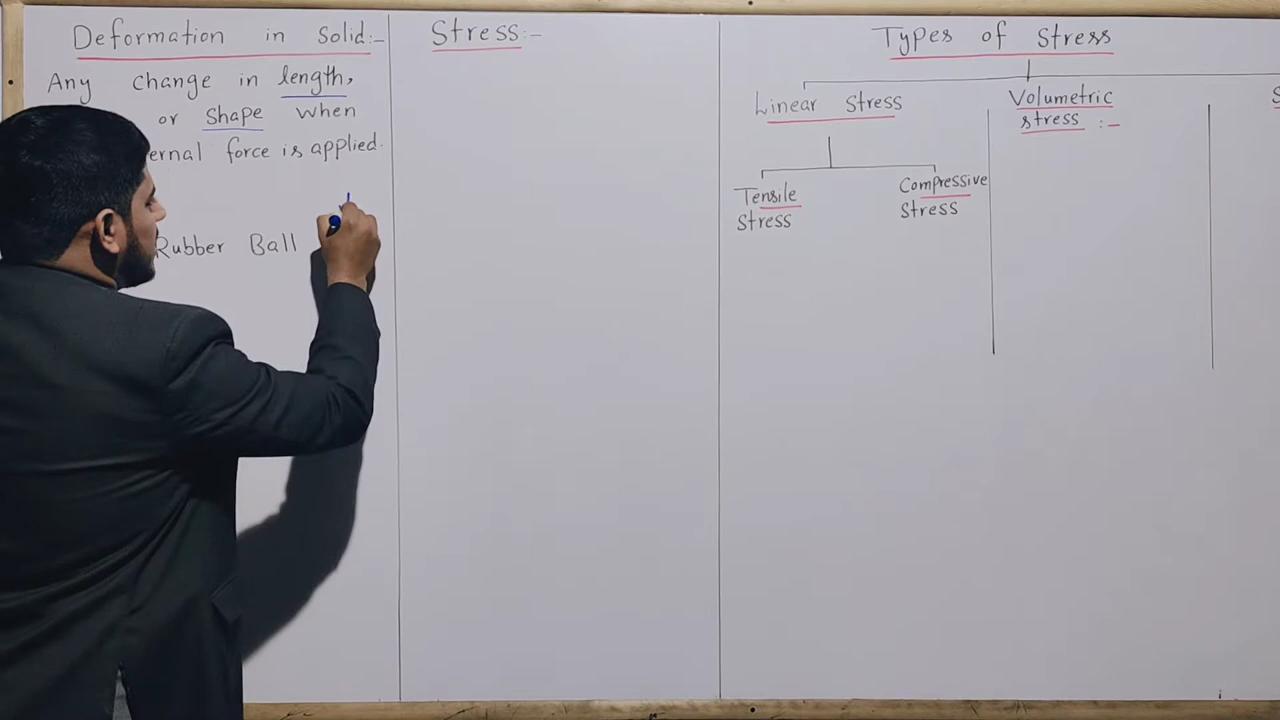 Deformation in Solid:-
Any change in length,
or Shape when
force is applied.
Rubber Ball
Stress:-
Types of Stress
Linear Stress
Volumetric
stress :-
Tensile
Stress
Compressive
Stress